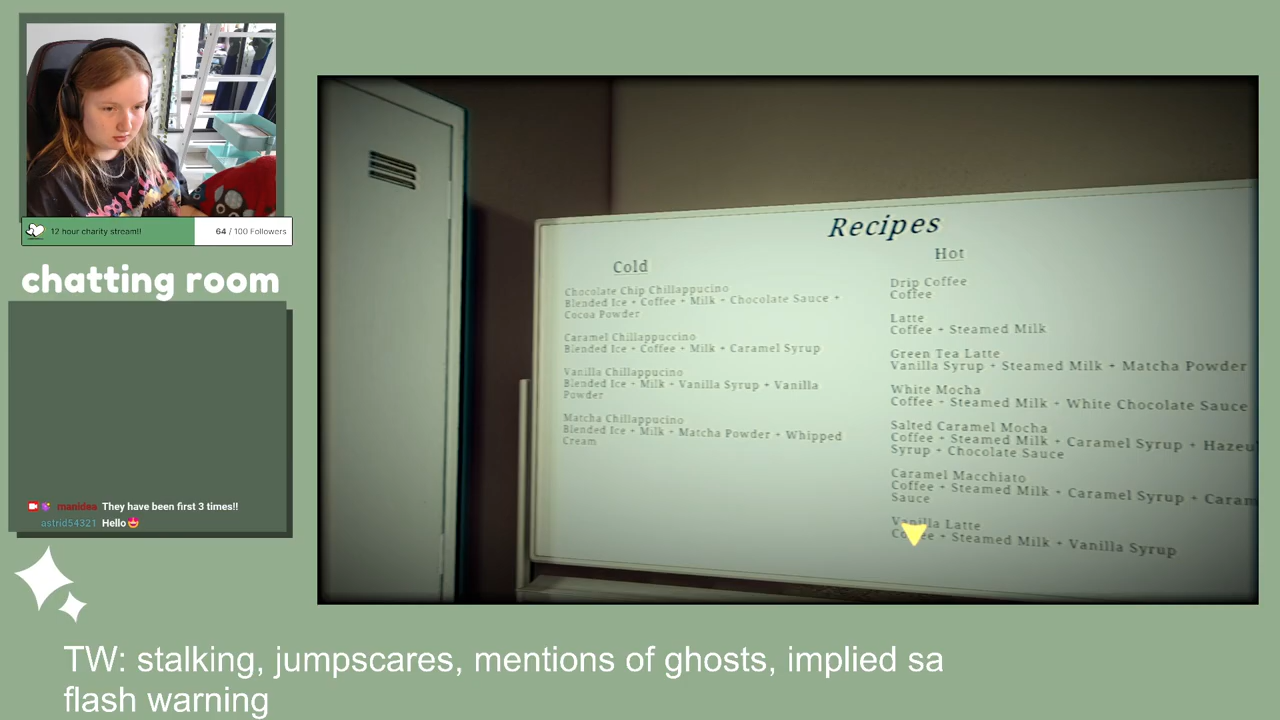 12 hour charity stream!!
64 / 100 Followers
chatting room
manidea They have been first 3 times!!
astrid54321 Hello
Recipes
Cold
Chocolate Chip Chillappucino
Blended Ice + Coffee + Milk + Chocolate Sauce +
Cocoa Powder
Caramel Chillappuccino
Blended Ice + Coffee + Milk + Caramel Syrup
Vanilla Chillappucino
Blended Ice + Milk + Vanilla Syrup + Vanilla
Powder
Matcha Chillappucino
Blended Ice + Milk + Matcha Powder + Whipped
Cream
Hot
Drip Coffee
Coffee
Latte
Coffee + Steamed Milk
Green Tea Latte
Vanilla Syrup + Steamed Milk + Matcha Powder
White Mocha
Coffee + Steamed Milk + White Chocolate Sauce
Salted Caramel Mocha
Coffee + Steamed Milk + Caramel Syrup + Hazeu
Syrup + Chocolate Sauce
Caramel Macchiato
Coffee + Steamed Milk + Caramel Syrup + Caram
Sauce
Vanilla Latte
Coffee + Steamed Milk + Vanilla Syrup
TW: stalking, jumpscares, mentions of ghosts, implied sa
flash warning